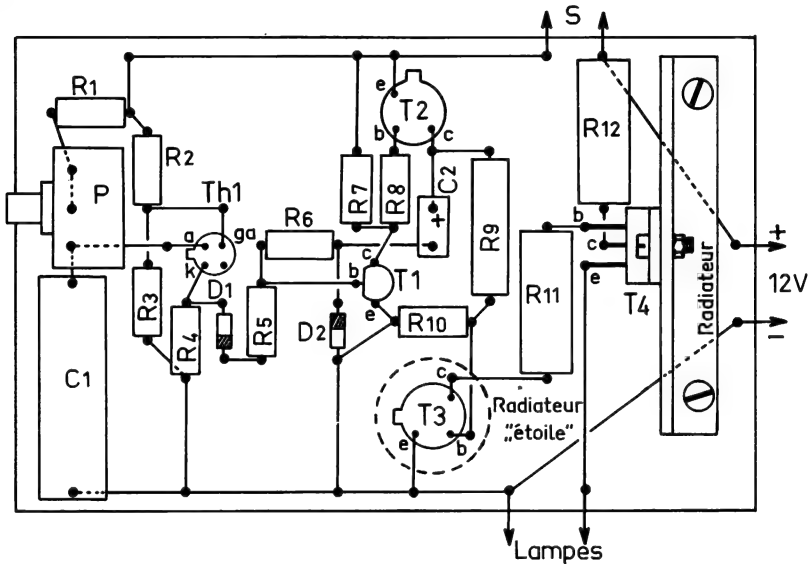 S
R1
e
T2
b
c
R12
R2
P
Th1
R7
R8
C2
+
R9
a
ga
k
R6
b
c
e
+
12V
−
c
b
T1
e
T4
Radiateur
R3
R4
D1
R5
D2
R10
R11
C1
c
T3
e
b
Radiateur
„étoile"
Lampes